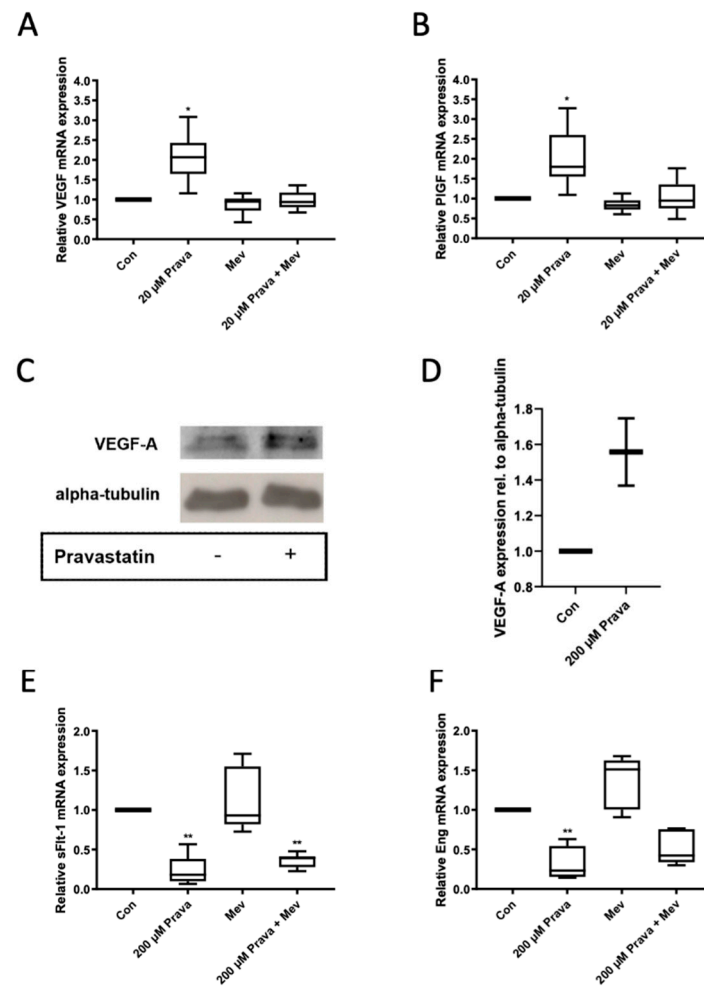 A
Relative VEGF mRNA expression
4.0
3.5
3.0
2.5
2.0
1.5
1.0
0.5
0.0
*
Con
20 µM Prava
Mev
20 µM Prava + Mev
B
Relative PlGF mRNA expression
4.0
3.5
3.0
2.5
2.0
1.5
1.0
0.5
0.0
*
Con
20 µM Prava
Mev
20 µM Prava + Mev
C
VEGF-A
alpha-tubulin
Pravastatin - +
D
VEGF-A expression rel. to alpha-tubulin
1.8
1.6
1.4
1.2
1.0
0.8
Con
200 µM Prava
E
Relative sFlt-1 mRNA expression
2.0
1.5
1.0
0.5
0.0
**
**
Con
200 µM Prava
Mev
200 µM Prava + Mev
F
Relative Eng mRNA expression
2.0
1.5
1.0
0.5
0.0
**
Con
200 µM Prava
Mev
200 µM Prava + Mev